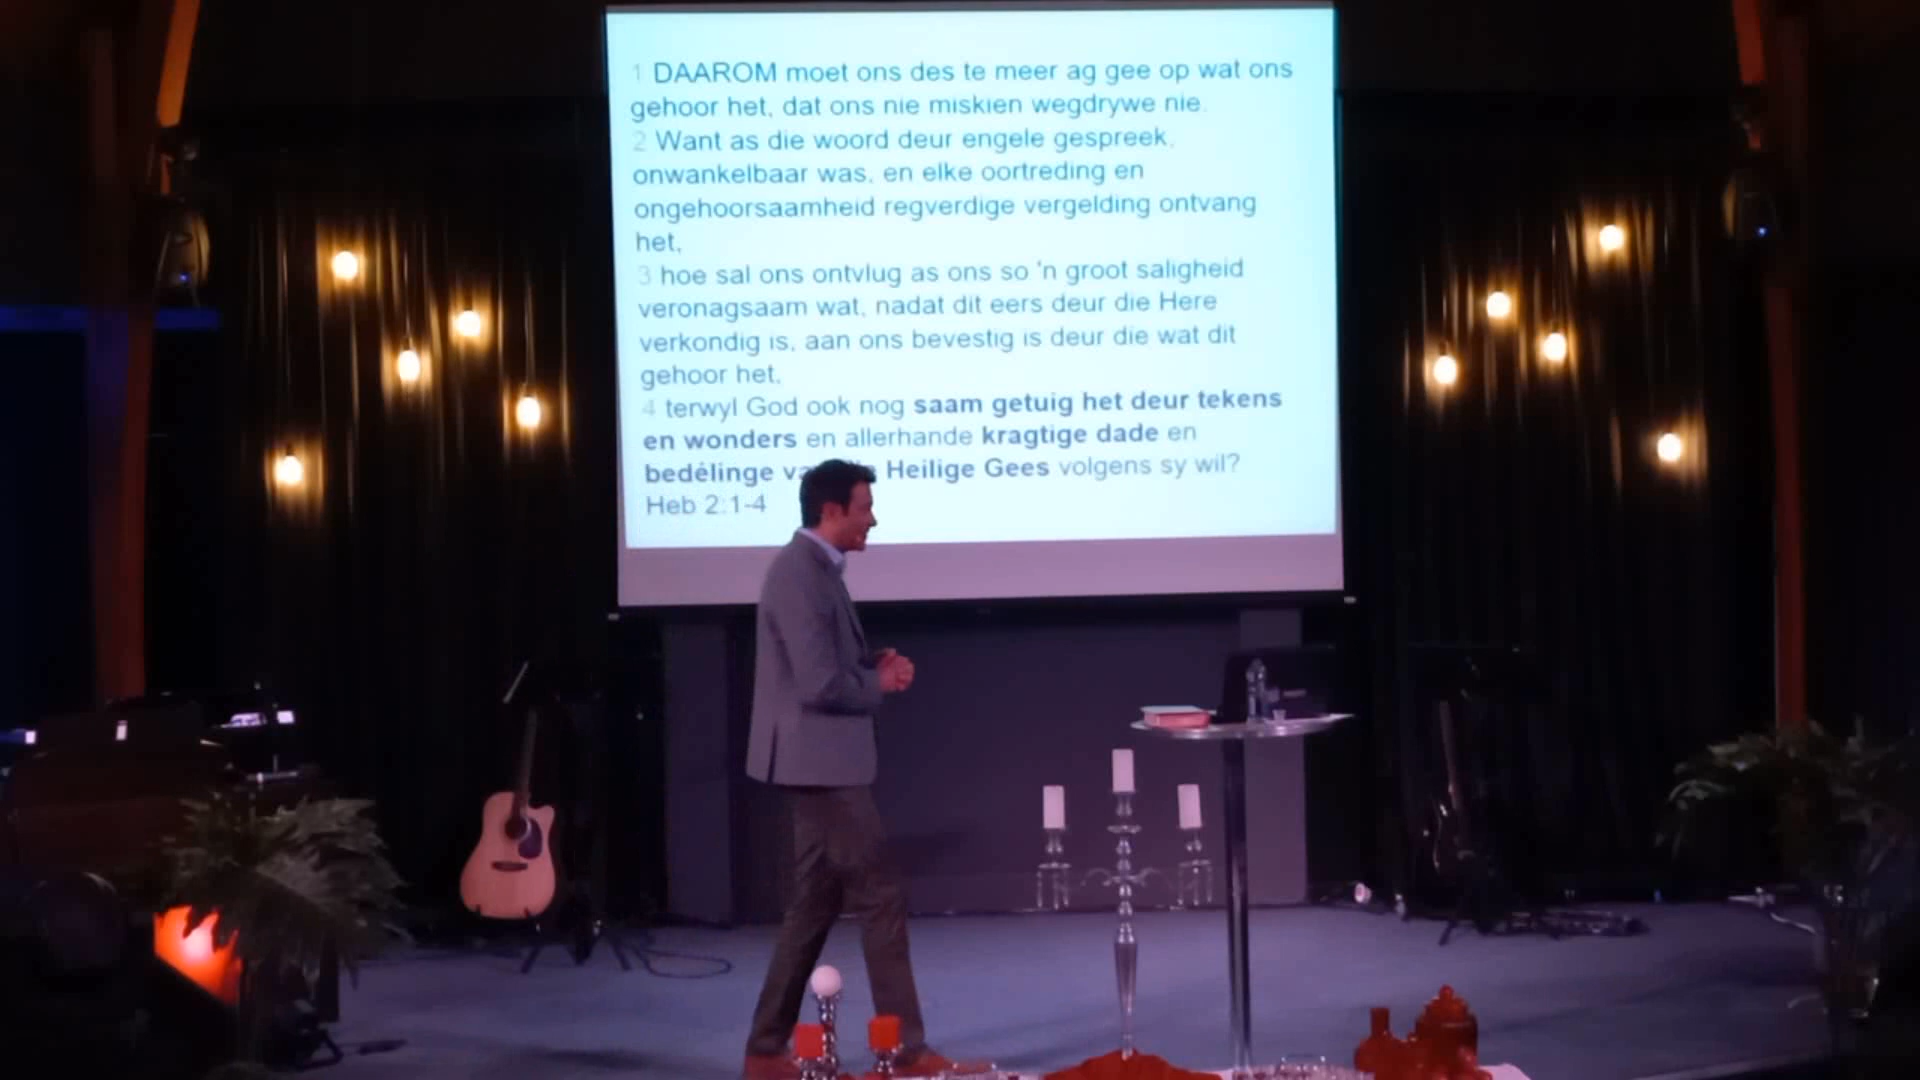 1 DAAROM moet ons des te meer ag gee op wat ons
gehoor het, dat ons nie miskien wegdrywe nie.
2 Want as die woord deur engele gespreek,
onwankelbaar was, en elke oortreding en
ongehoorsaamheid regverdige vergelding ontvang
het,
3 hoe sal ons ontvlug as ons so 'n groot saligheid
veronagsaam wat, nadat dit eers deur die Here
verkondig is, aan ons bevestig is deur die wat dit
gehoor het,
4 terwyl God ook nog saam getuig het deur tekens
en wonders en allerhande kragtige dade en
bedélinge Heilige Gees volgens sy wil?
Heb 2:1-4